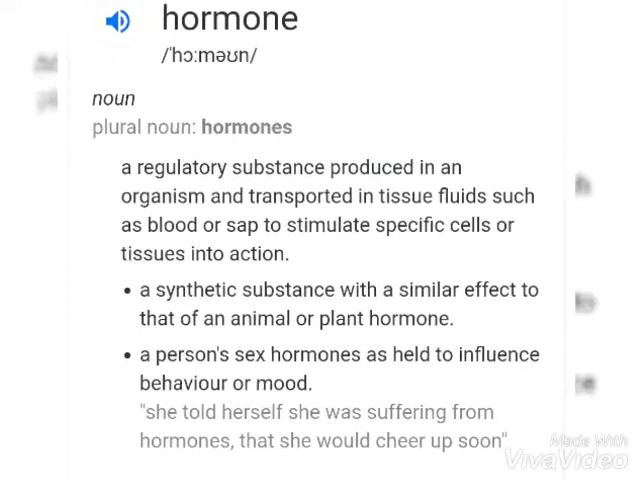 hormone
/ˈhɔːməʊn/
noun
plural noun: hormones
a regulatory substance produced in an
organism and transported in tissue fluids such
as blood or sap to stimulate specific cells or
tissues into action.
• a synthetic substance with a similar effect to
that of an animal or plant hormone.
• a person's sex hormones as held to influence
behaviour or mood.
"she told herself she was suffering from
hormones, that she would cheer up soon"
Made With
VivaVideo